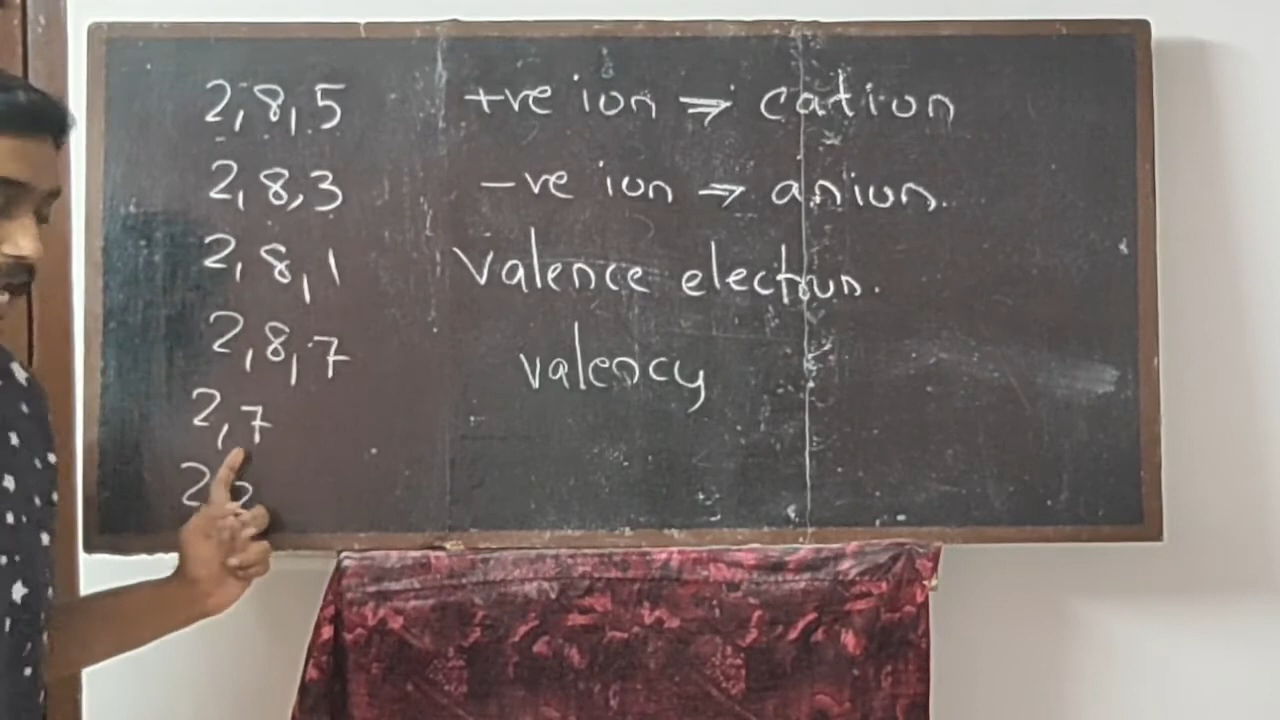 2,8,5 +ve ion ⇒ cation
2,8,3 -ve ion ⇒ anion.
2,8,1 Valence electron.
2,8,7 valency
2,7
2